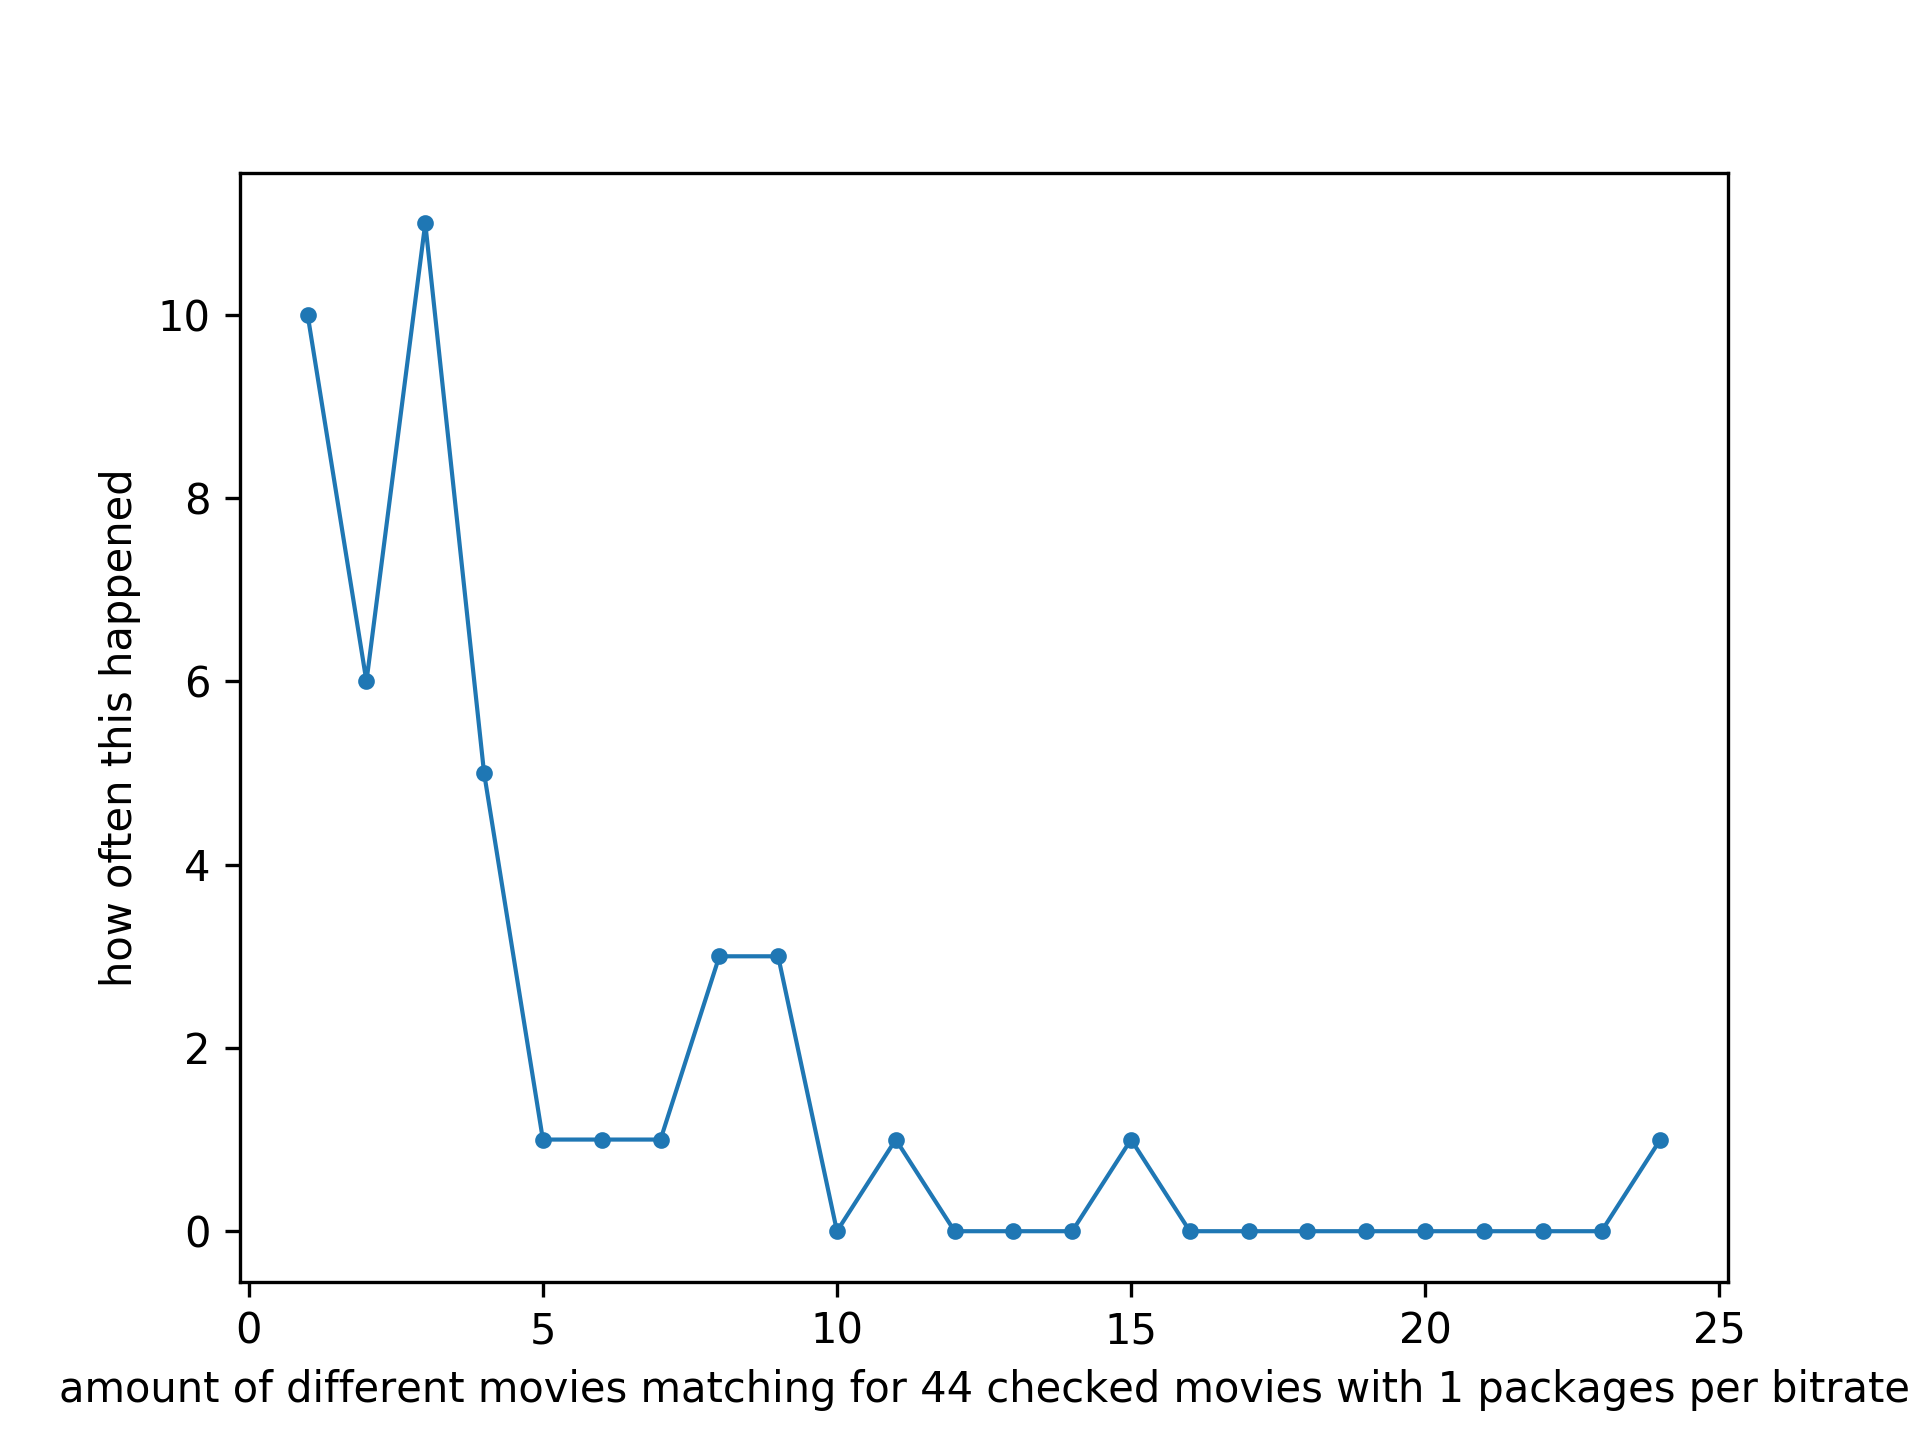 how often this happened
10
8
6
4
2
0
0 5 10 15 20 25
amount of different movies matching for 44 checked movies with 1 packages per bitrate